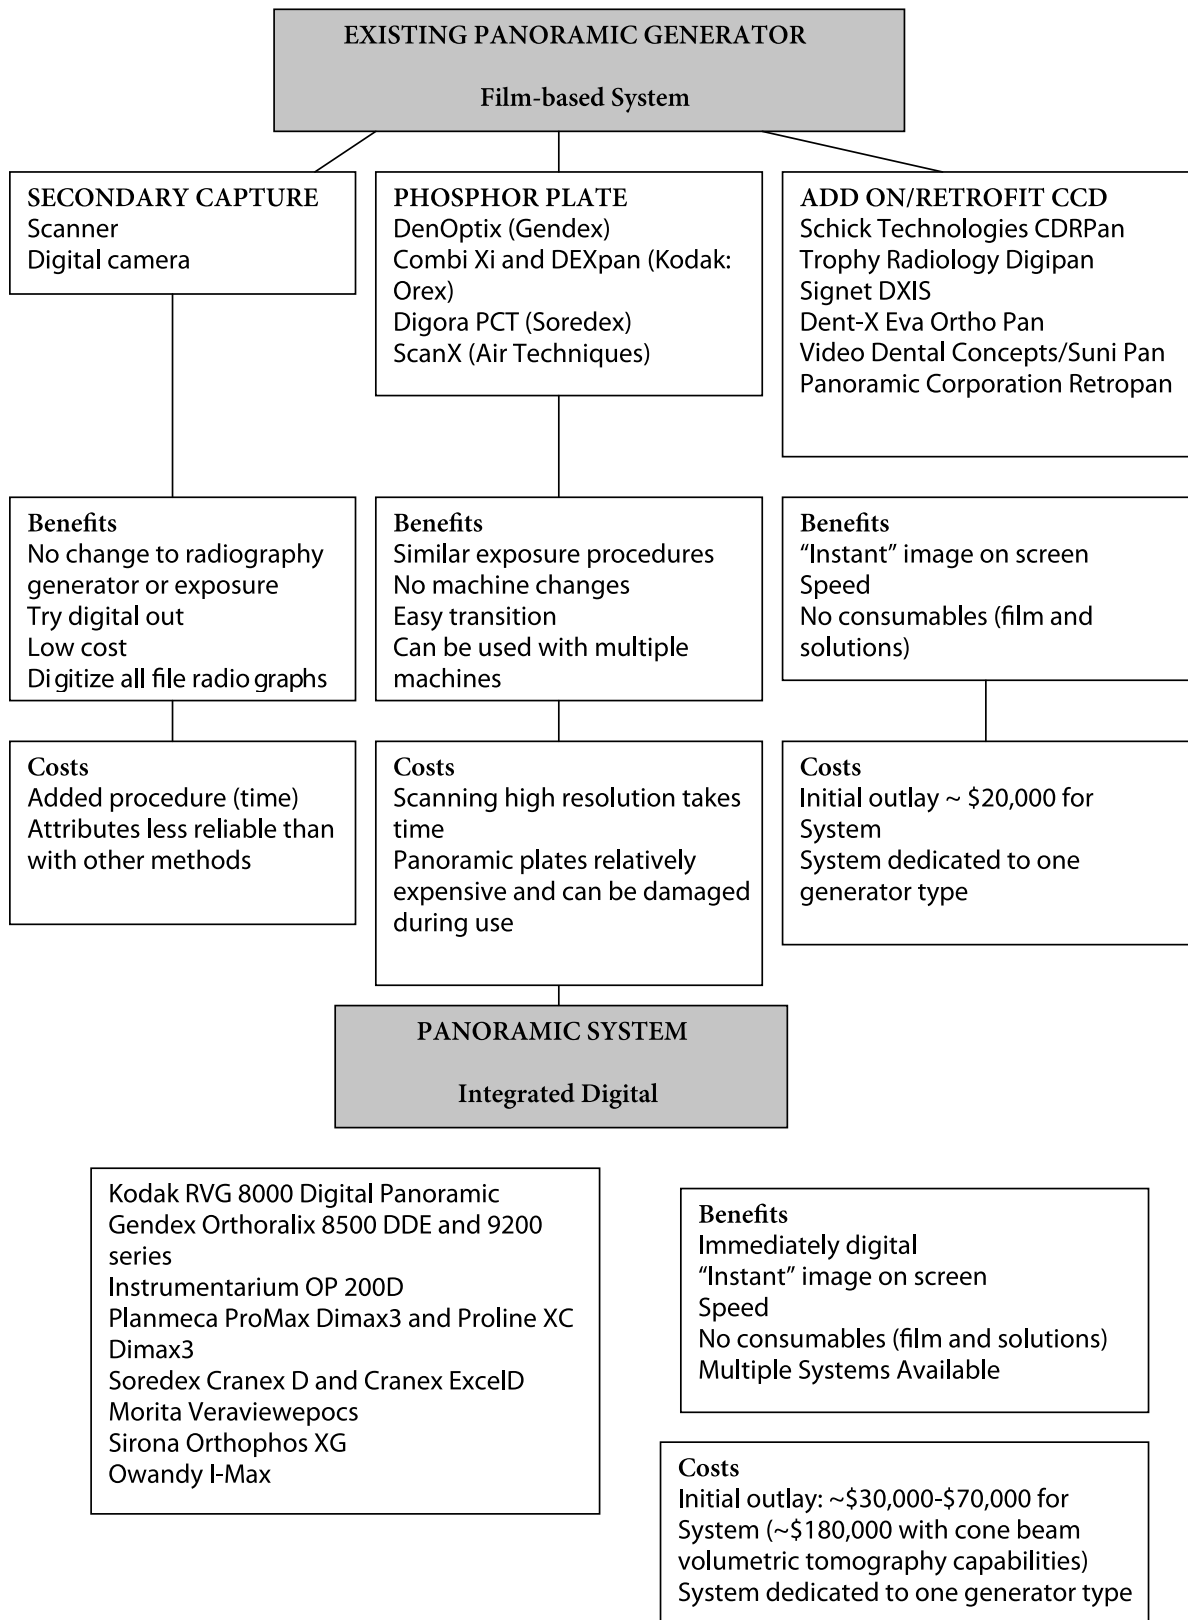 EXISTING PANORAMIC GENERATOR
Film-based System
SECONDARY CAPTURE
Scanner
Digital camera
PHOSPHOR PLATE
DenOptix (Gendex)
Combi Xi and DEXpan (Kodak:
Orex)
Digora PCT (Soredex)
ScanX (Air Techniques)
ADD ON/RETROFIT CCD
Schick Technologies CDRPan
Trophy Radiology Digipan
Signet DXIS
Dent-X Eva Ortho Pan
Video Dental Concepts/Suni Pan
Panoramic Corporation Retropan
Benefits
No change to radiography
generator or exposure
Try digital out
Low cost
Digitize all file radio graphs
Benefits
Similar exposure procedures
No machine changes
Easy transition
Can be used with multiple
machines
Benefits
“Instant” image on screen
Speed
No consumables (film and
solutions)
Costs
Added procedure (time)
Attributes less reliable than
with other methods
Costs
Scanning high resolution takes
time
Panoramic plates relatively
expensive and can be damaged
during use
Costs
Initial outlay ~ $20,000 for
System
System dedicated to one
generator type
PANORAMIC SYSTEM
Integrated Digital
Kodak RVG 8000 Digital Panoramic
Gendex Orthoralix 8500 DDE and 9200
series
Instrumentarium OP 200D
Planmeca ProMax Dimax3 and Proline XC
Dimax3
Soredex Cranex D and Cranex ExcelD
Morita Veraviewepocs
Sirona Orthophos XG
Owandy I-Max
Benefits
Immediately digital
“Instant” image on screen
Speed
No consumables (film and solutions)
Multiple Systems Available
Costs
Initial outlay: ~$30,000-$70,000 for
System (~$180,000 with cone beam
volumetric tomography capabilities)
System dedicated to one generator type